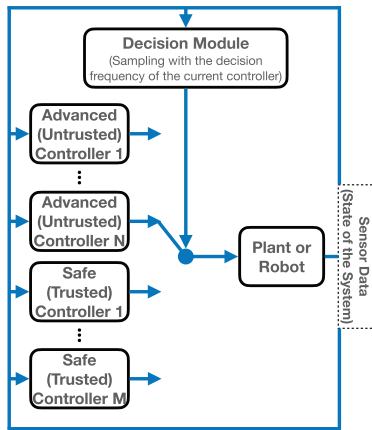 Decision Module
(Sampling with the decision
frequency of the current controller)
Advanced
(Untrusted)
Controller 1
Advanced
(Untrusted)
Controller N
Safe
(Trusted)
Controller 1
Safe
(Trusted)
Controller M
Plant or
Robot
Sensor Data
(State of the System)